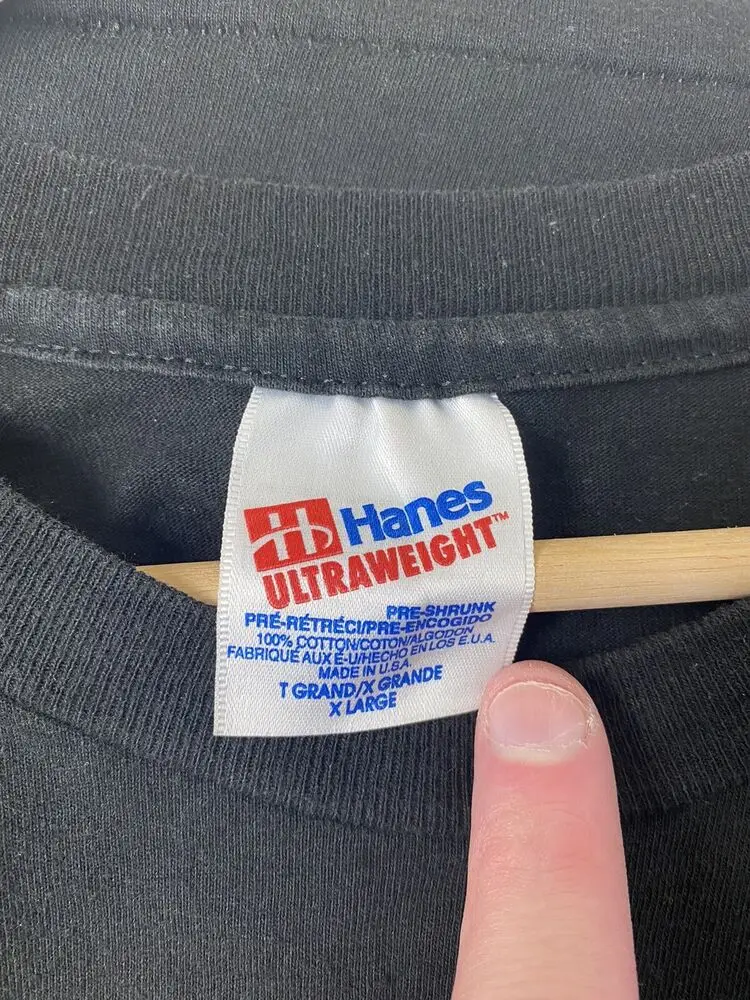 Hanes
ULTRAWEIGHT™
PRE-SHRUNK
PRÉ-RÉTRÉCI/PRE-ENCOGIDO
100% COTTON/COTON/ALGODON
FABRIQUE AUX É-U/HECHO EN LOS E.U.A.
MADE IN U.S.A.
T GRAND/X GRANDE
X LARGE